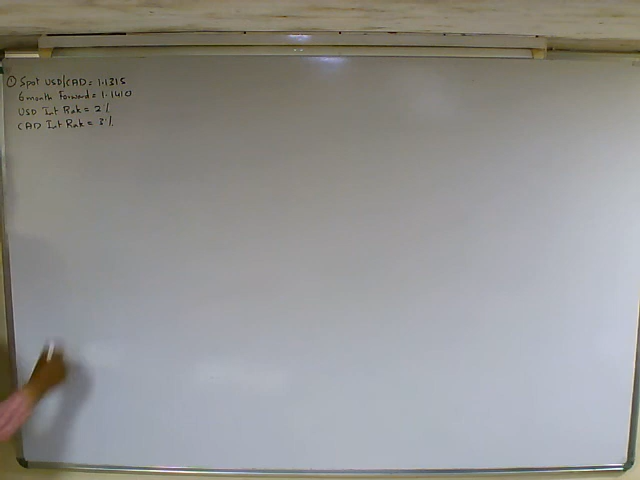 ① Spot USD/CAD = 1.1315
6 month Forward = 1.1410
USD Int Rate = 2%
CAD Int Rate = 3%